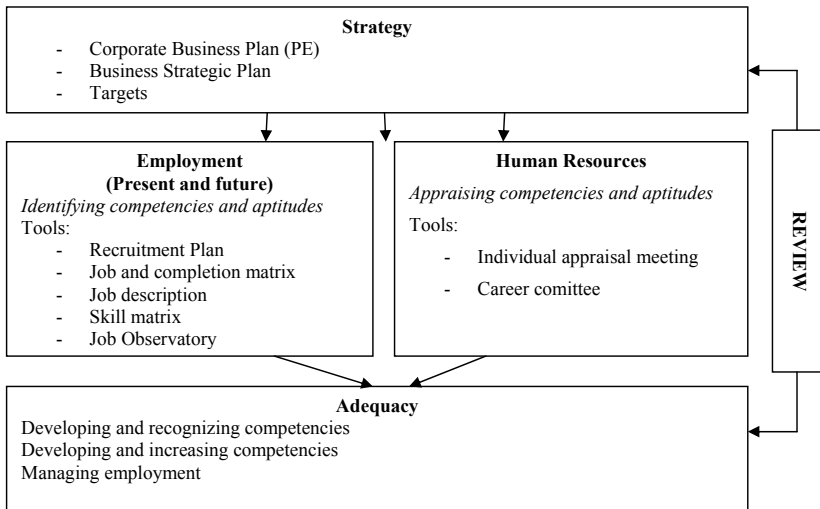 Strategy
- Corporate Business Plan (PE)
- Business Strategic Plan
- Targets
Employment
(Present and future)
Identifying competencies and aptitudes
Tools:
- Recruitment Plan
- Job and completion matrix
- Job description
- Skill matrix
- Job Observatory
Human Resources
Appraising competencies and aptitudes
Tools:
- Individual appraisal meeting
- Career comittee
REVIEW
Adequacy
Developing and recognizing competencies
Developing and increasing competencies
Managing employment